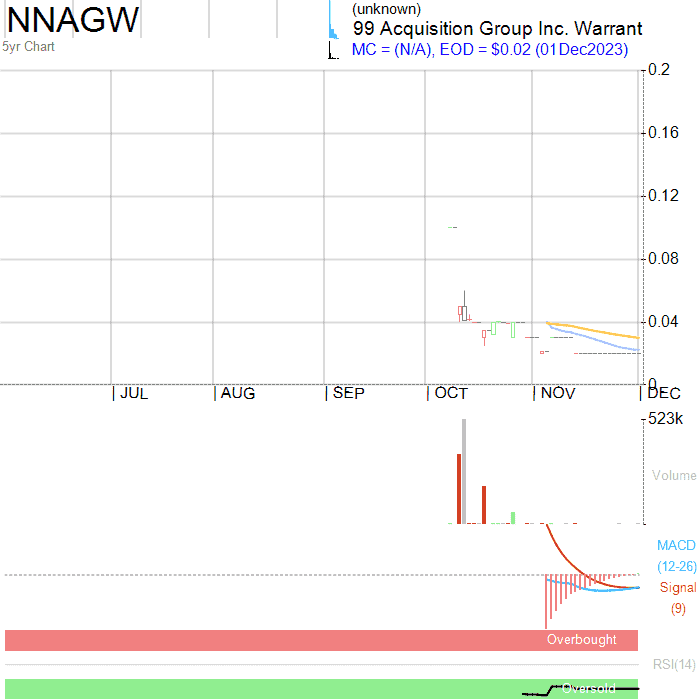 NNAGW
(unknown)
99 Acquisition Group Inc. Warrant
5yr Chart
MC = (N/A), EOD = $0.02 (01Dec2023)
0.2
0.16
0.12
0.08
0.04
0
JUL
AUG
SEP
OCT
NOV
DEC
523k
Volume
MACD
(12-26)
Signal
(9)
Overbought
RSI(14)
Oversold